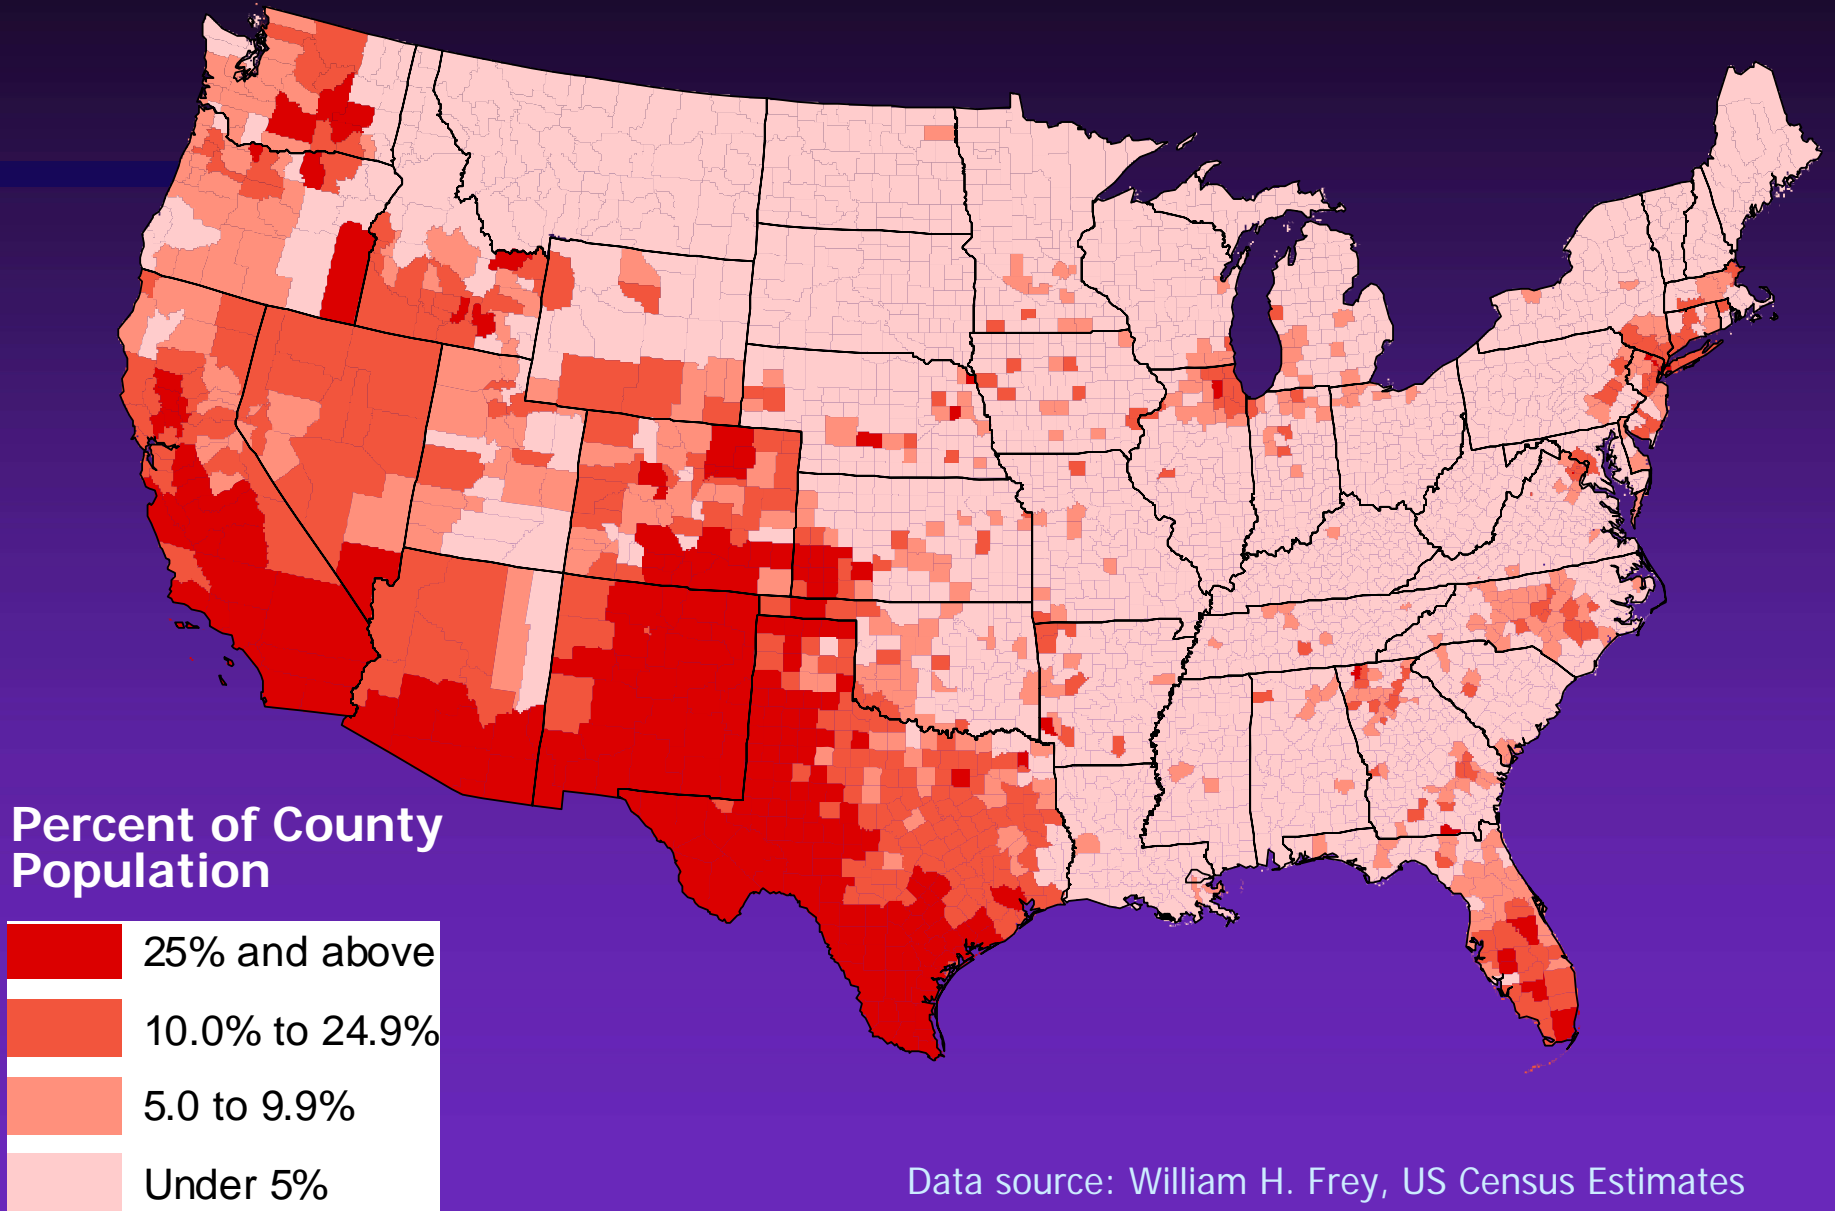 Percent of County
Population
25% and above
10.0% to 24.9%
5.0 to 9.9%
Under 5%
Data source: William H. Frey, US Census Estimates